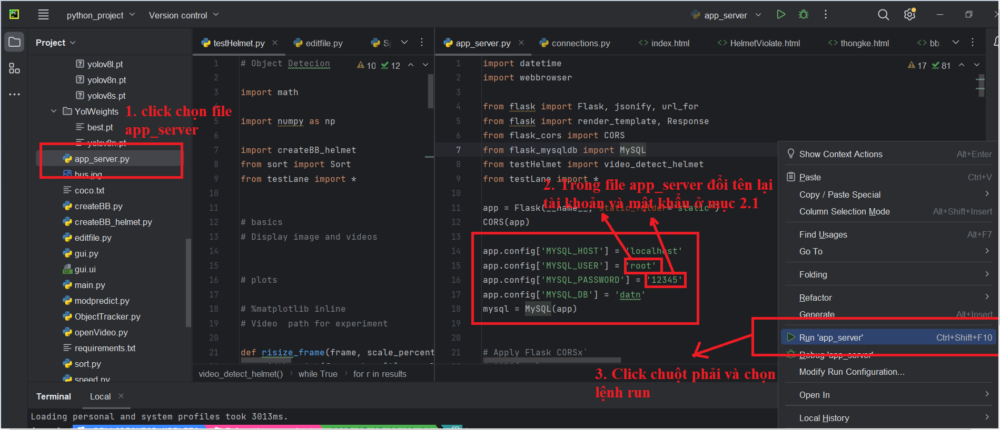 python_project
Version control
app_server
Project
testHelmet.py
editfile.py
app_server.py
connections.py
index.html
HelmetViolate.html
thongke.html
bb.
yolov8l.pt
yolov8n.pt
yolov8s.pt
YolWeights
best.pt
yolov8n.pt
app_server.py
bus.jpg
coco.txt
createBB.py
createBB_helmet.py
editfile.py
gui.py
gui.ui
main.py
modpredict.py
ObjectTracker.py
openVideo.py
requirements.txt
sort.py
speed.py
1. click chọn file
app_server
10 12
1 # Object Detecion
2
3 import math
5 import numpy as np
6
7 import createBB_helmet
8 from sort import Sort
9 from testLane import *
10
11
12 # basics
13 # Display image and videos
14
15
16 # plots
17
18 # %matplotlib inline
19 # Video  path for experiment
20
21 def risize_frame(frame, scale_percent
video_detect_helmet()
while True
for r in results
17 81
1 import datetime
2 import webbrowser
3
4 from flask import Flask, jsonify, url_for
5 from flask import render_template, Response
6 from flask_cors import CORS
7 from flask_mysqldb import MySQL
8 from testHelmet import video_detect_helmet
9 from testLane import *
10
11 app = Flask(__name__, static_folder='static')
12 CORS(app)
13
14 app.config['MYSQL_HOST'] = 'localhost'
15 app.config['MYSQL_USER'] = 'root'
16 app.config['MYSQL_PASSWORD'] = '12345'
17 app.config['MYSQL_DB'] = 'datn'
18 mysql = MySQL(app)
19
20
21 # Apply Flask CORSx`
2. Trong file app_server đổi tên lại
tài khoản và mật khẩu ở mục 2.1
3. Click chuột phải và chọn
lệnh run
Show Context Actions Alt+Enter
Paste Ctrl+V
Copy / Paste Special
Column Selection Mode Alt+Shift+Insert
Find Usages Alt+F7
Go To
Folding
Refactor
Generate Alt+Insert
Run 'app_server' Ctrl+Shift+F10
Debug 'app_server'
Modify Run Configuration...
Open In
Local History
Terminal
Local
Loading personal and system profiles took 3013ms.